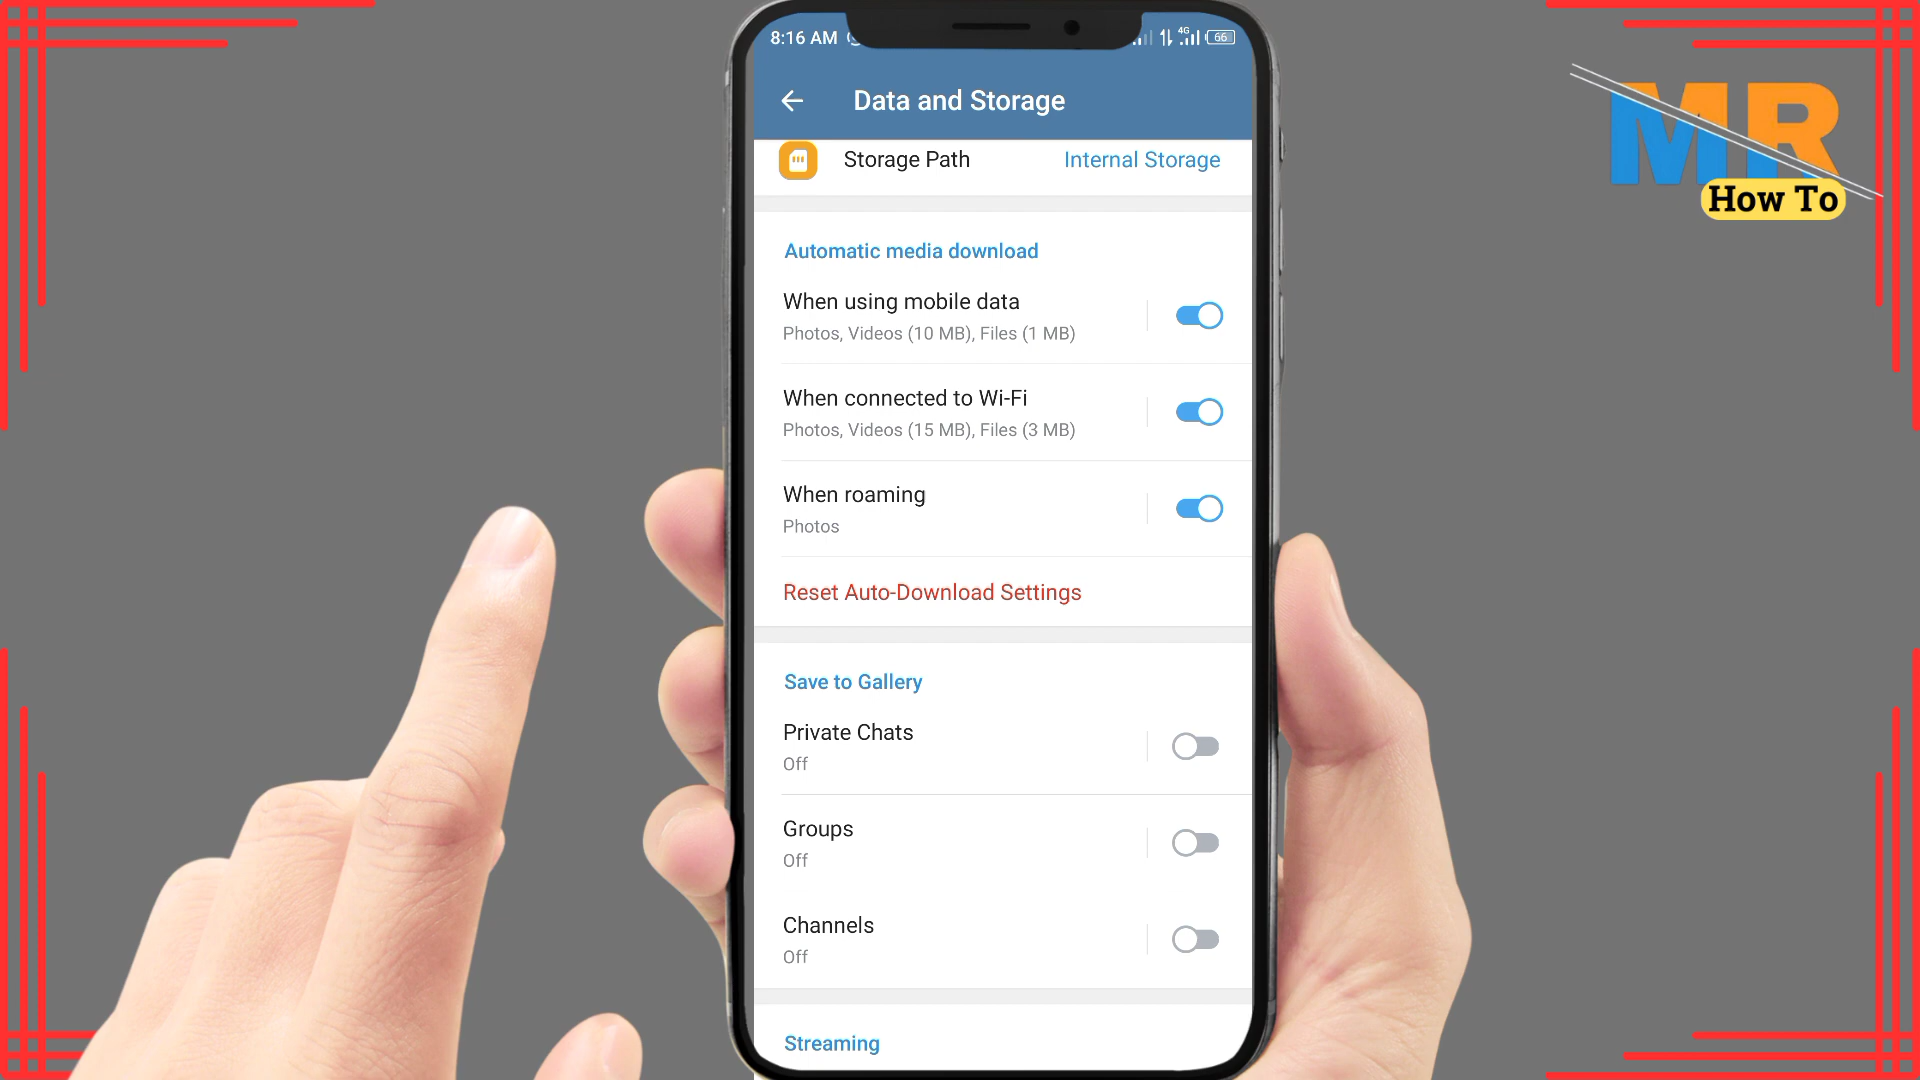 8:16 AM
4G
66
Data and Storage
Storage Path
Internal Storage
Automatic media download
When using mobile data
Photos, Videos (10 MB), Files (1 MB)
When connected to Wi-Fi
Photos, Videos (15 MB), Files (3 MB)
When roaming
Photos
Reset Auto-Download Settings
Save to Gallery
Private Chats
Off
Groups
Off
Channels
Off
Streaming
MR
How To